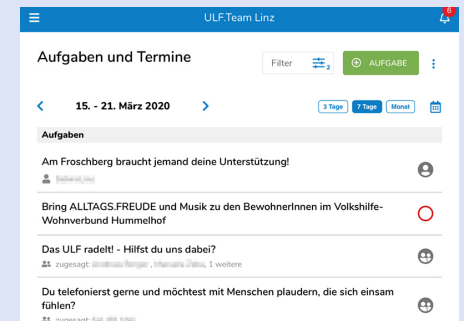 6
ULF.Team Linz
Aufgaben und Termine
Filter
2
AUFGABE
15. - 21. März 2020
3 Tage
7 Tage
Monat
Aufgaben
Am Froschberg braucht jemand deine Unterstützung!
Bring ALLTAGS.FREUDE und Musik zu den BewohnerInnen im Volkshilfe-
Wohnverbund Hummelhof
Das ULF radelt! - Hilfst du uns dabei?
zugesagt: , 1 weitere
Du telefonierst gerne und möchtest mit Menschen plaudern, die sich einsam
fühlen?
zugesagt: